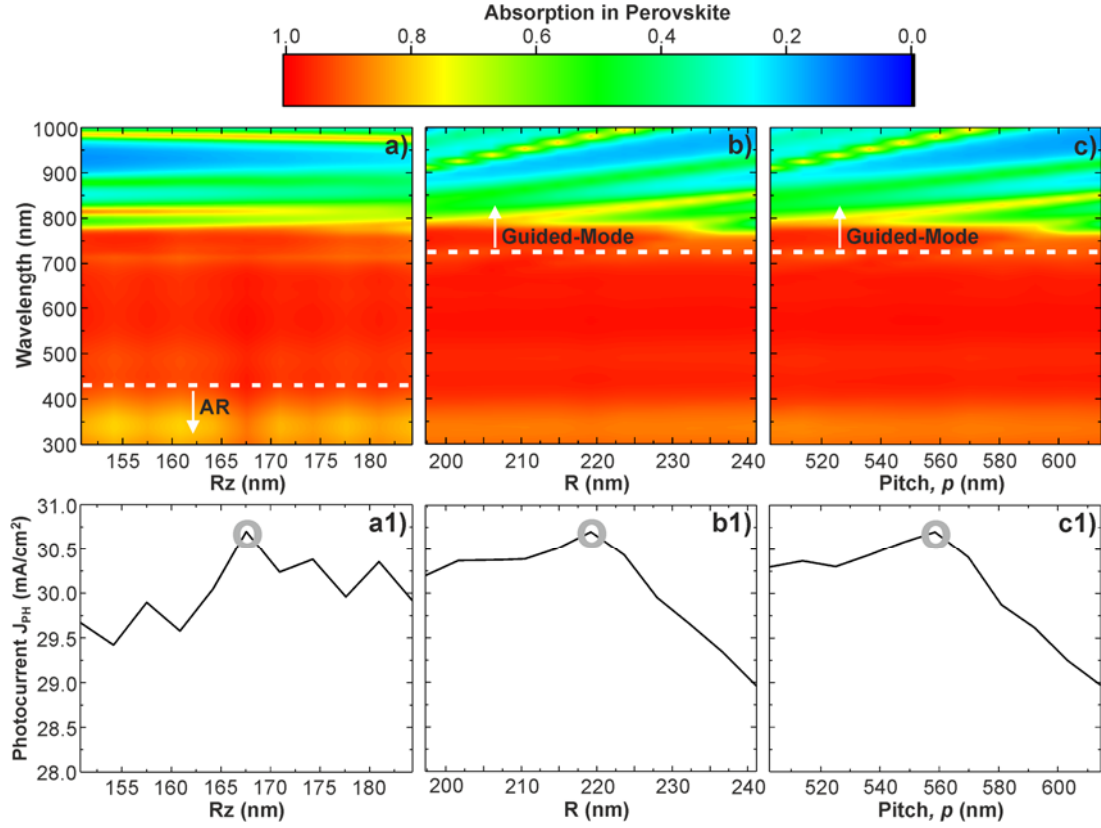 Absorption in Perovskite
1.0 0.8 0.6 0.4 0.2 0.0
Wavelength (nm)
1000
900
800
700
600
500
400
300
a)
AR
155 160 165 170 175 180
Rz (nm)
b)
Guided-Mode
200 210 220 230 240
R (nm)
c)
Guided-Mode
520 540 560 580 600
Pitch, p (nm)
Photocurrent J_PH (mA/cm²)
31.0
30.5
30.0
29.5
29.0
28.5
28.0
a1)
155 160 165 170 175 180
Rz (nm)
b1)
200 210 220 230 240
R (nm)
c1)
520 540 560 580 600
Pitch, p (nm)